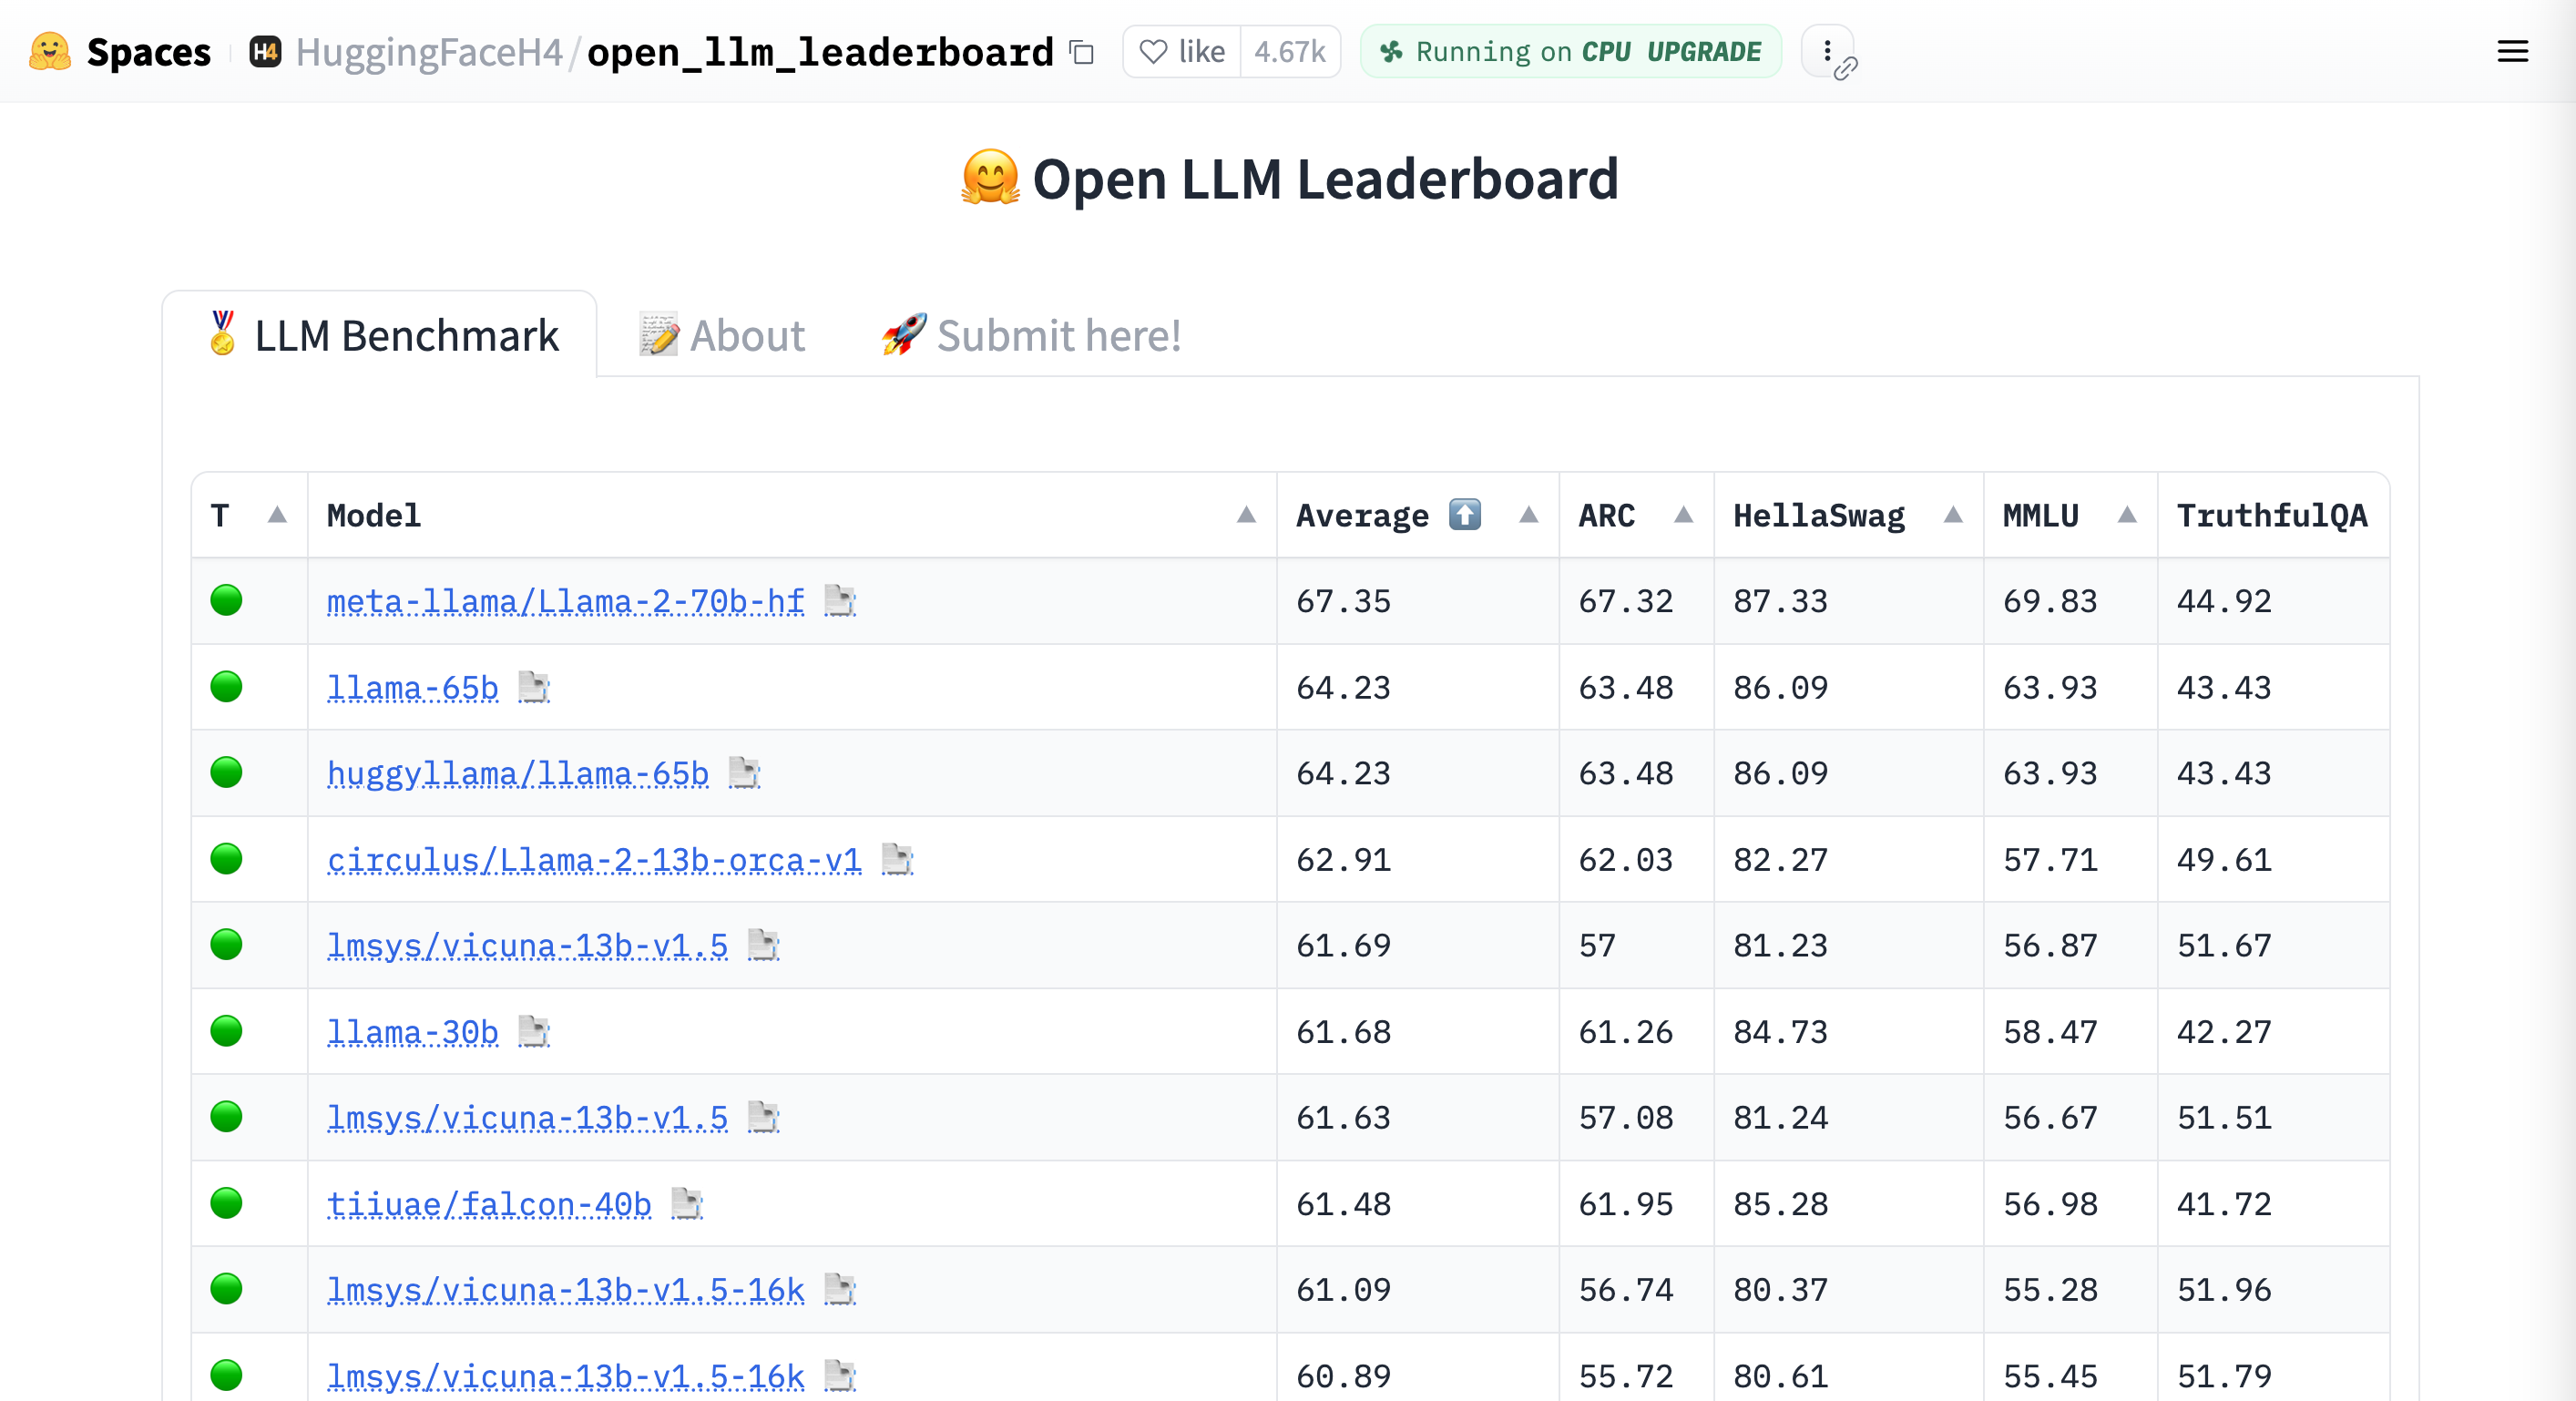 🤗 Spaces H4 HuggingFaceH4/open_llm_leaderboard like 4.67k Running on CPU UPGRADE
🤗 Open LLM Leaderboard
🏅 LLM Benchmark 📝 About 🚀 Submit here!
T Model Average ⬆️ ARC HellaSwag MMLU TruthfulQA
meta-llama/Llama-2-70b-hf 67.35 67.32 87.33 69.83 44.92
llama-65b 64.23 63.48 86.09 63.93 43.43
huggyllama/llama-65b 64.23 63.48 86.09 63.93 43.43
circulus/Llama-2-13b-orca-v1 62.91 62.03 82.27 57.71 49.61
lmsys/vicuna-13b-v1.5 61.69 57 81.23 56.87 51.67
llama-30b 61.68 61.26 84.73 58.47 42.27
lmsys/vicuna-13b-v1.5 61.63 57.08 81.24 56.67 51.51
tiiuae/falcon-40b 61.48 61.95 85.28 56.98 41.72
lmsys/vicuna-13b-v1.5-16k 61.09 56.74 80.37 55.28 51.96
lmsys/vicuna-13b-v1.5-16k 60.89 55.72 80.61 55.45 51.79